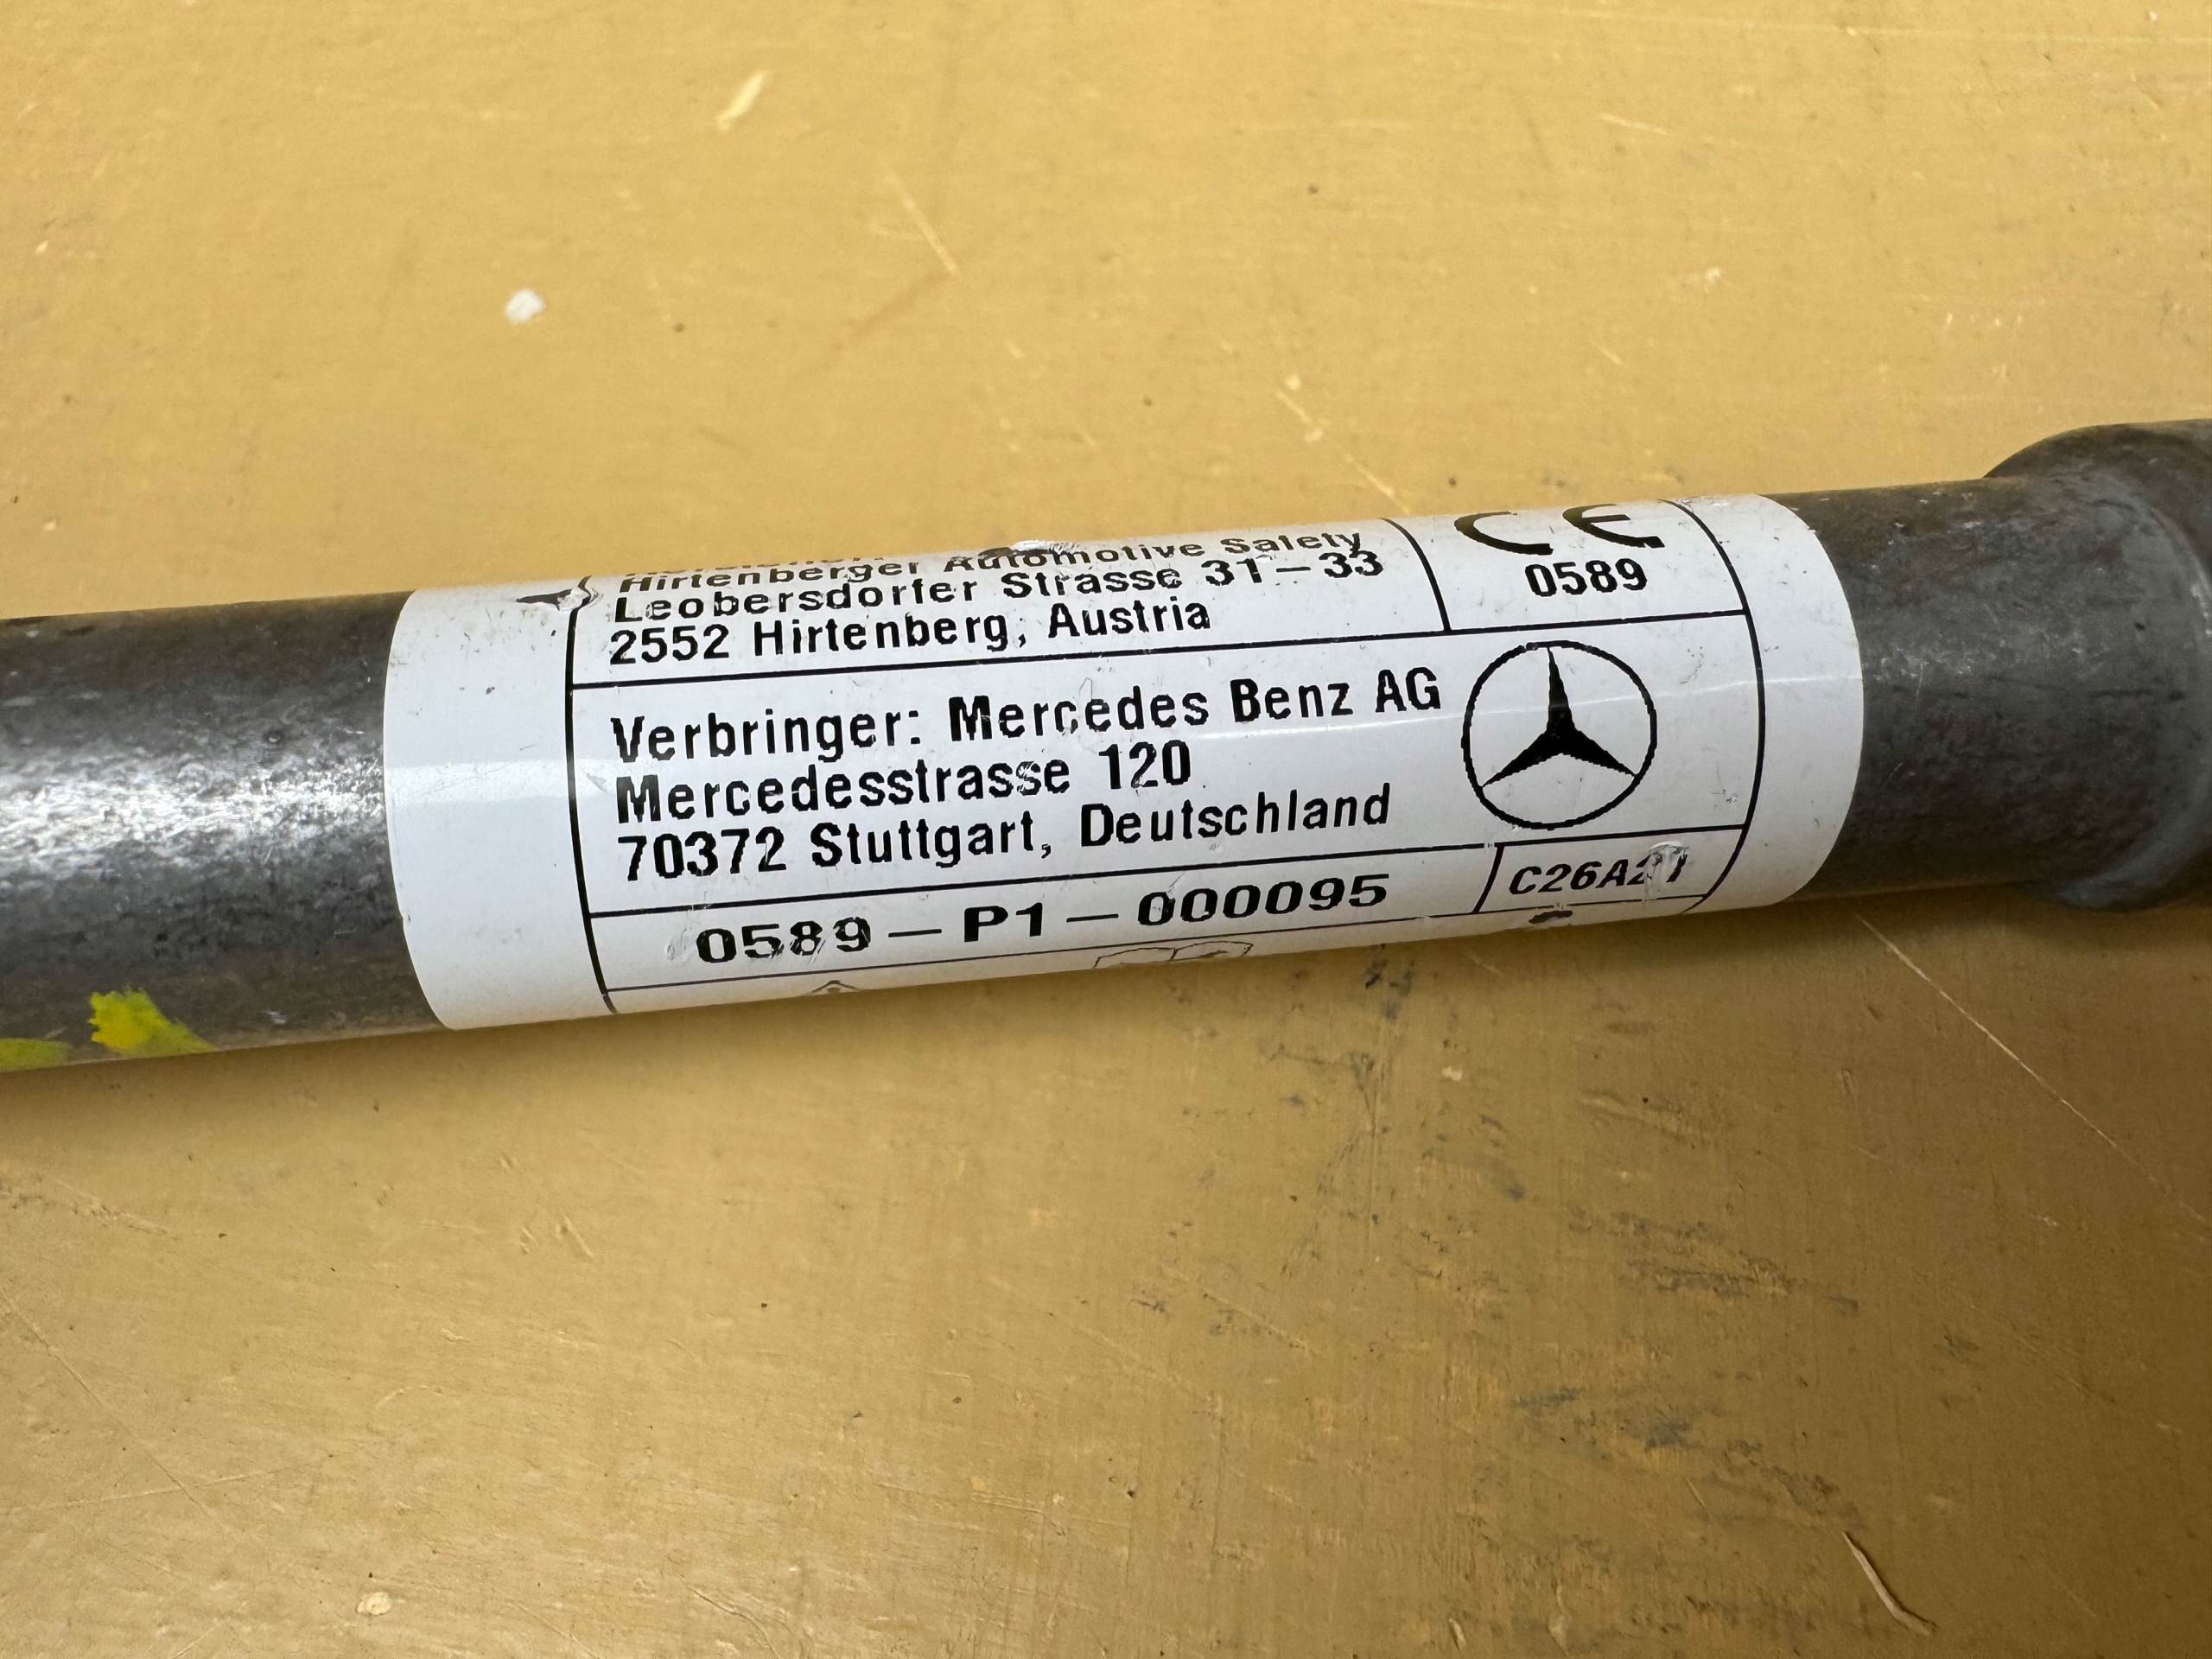 Hirtenberger Automotive Safety
Leobersdorfer Strasse 31-33
2552 Hirtenberg, Austria
CE
0589
Verbringer: Mercedes Benz AG
Mercedesstrasse 120
70372 Stuttgart, Deutschland
0589-P1-000095
C26A21